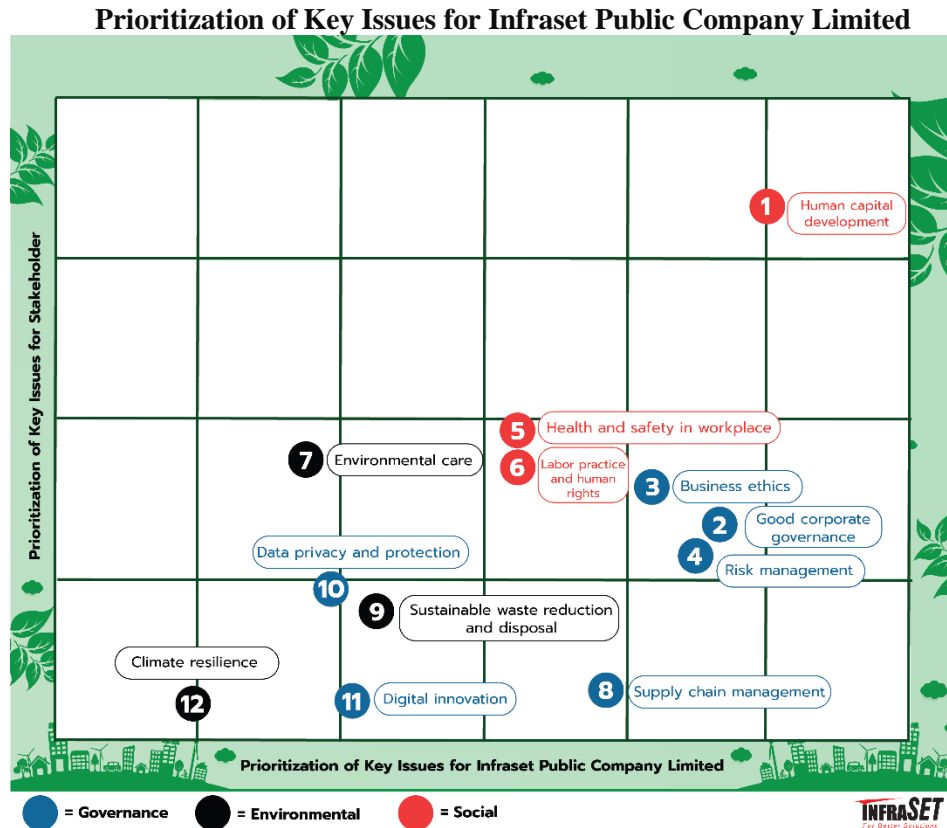 Prioritization of Key Issues for Infraset Public Company Limited
Prioritization of Key Issues for Stakeholder
1
Human capital
development
5
Health and safety in workplace
7
Environmental care
6
Labor practice
and human
rights
3
Business ethics
2
Good corporate
governance
4
Risk management
Data privacy and protection
10
9
Sustainable waste reduction
and disposal
Climate resilience
12
11
Digital innovation
8
Supply chain management
Prioritization of Key Issues for Infraset Public Company Limited
= Governance
= Environmental
= Social
INFRASET
For Better Solutions